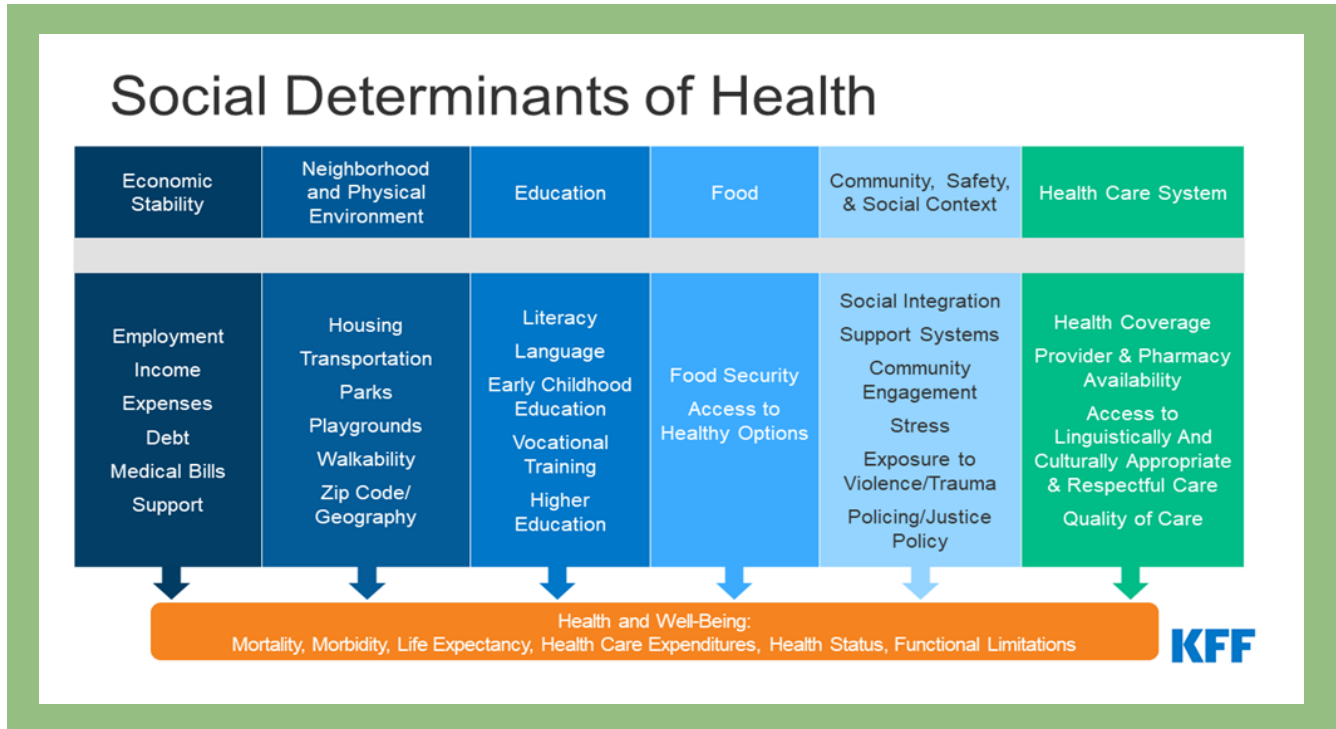 Social Determinants of Health
Economic
Stability
Neighborhood
and Physical
Environment
Education
Food
Community, Safety,
& Social Context
Health Care System
Employment
Income
Expenses
Debt
Medical Bills
Support
Housing
Transportation
Parks
Playgrounds
Walkability
Zip Code/
Geography
Literacy
Language
Early Childhood
Education
Vocational
Training
Higher
Education
Food Security
Access to
Healthy Options
Social Integration
Support Systems
Community
Engagement
Stress
Exposure to
Violence/Trauma
Policing/Justice
Policy
Health Coverage
Provider & Pharmacy
Availability
Access to
Linguistically And
Culturally Appropriate
& Respectful Care
Quality of Care
Health and Well-Being:
Mortality, Morbidity, Life Expectancy, Health Care Expenditures, Health Status, Functional Limitations
KFF